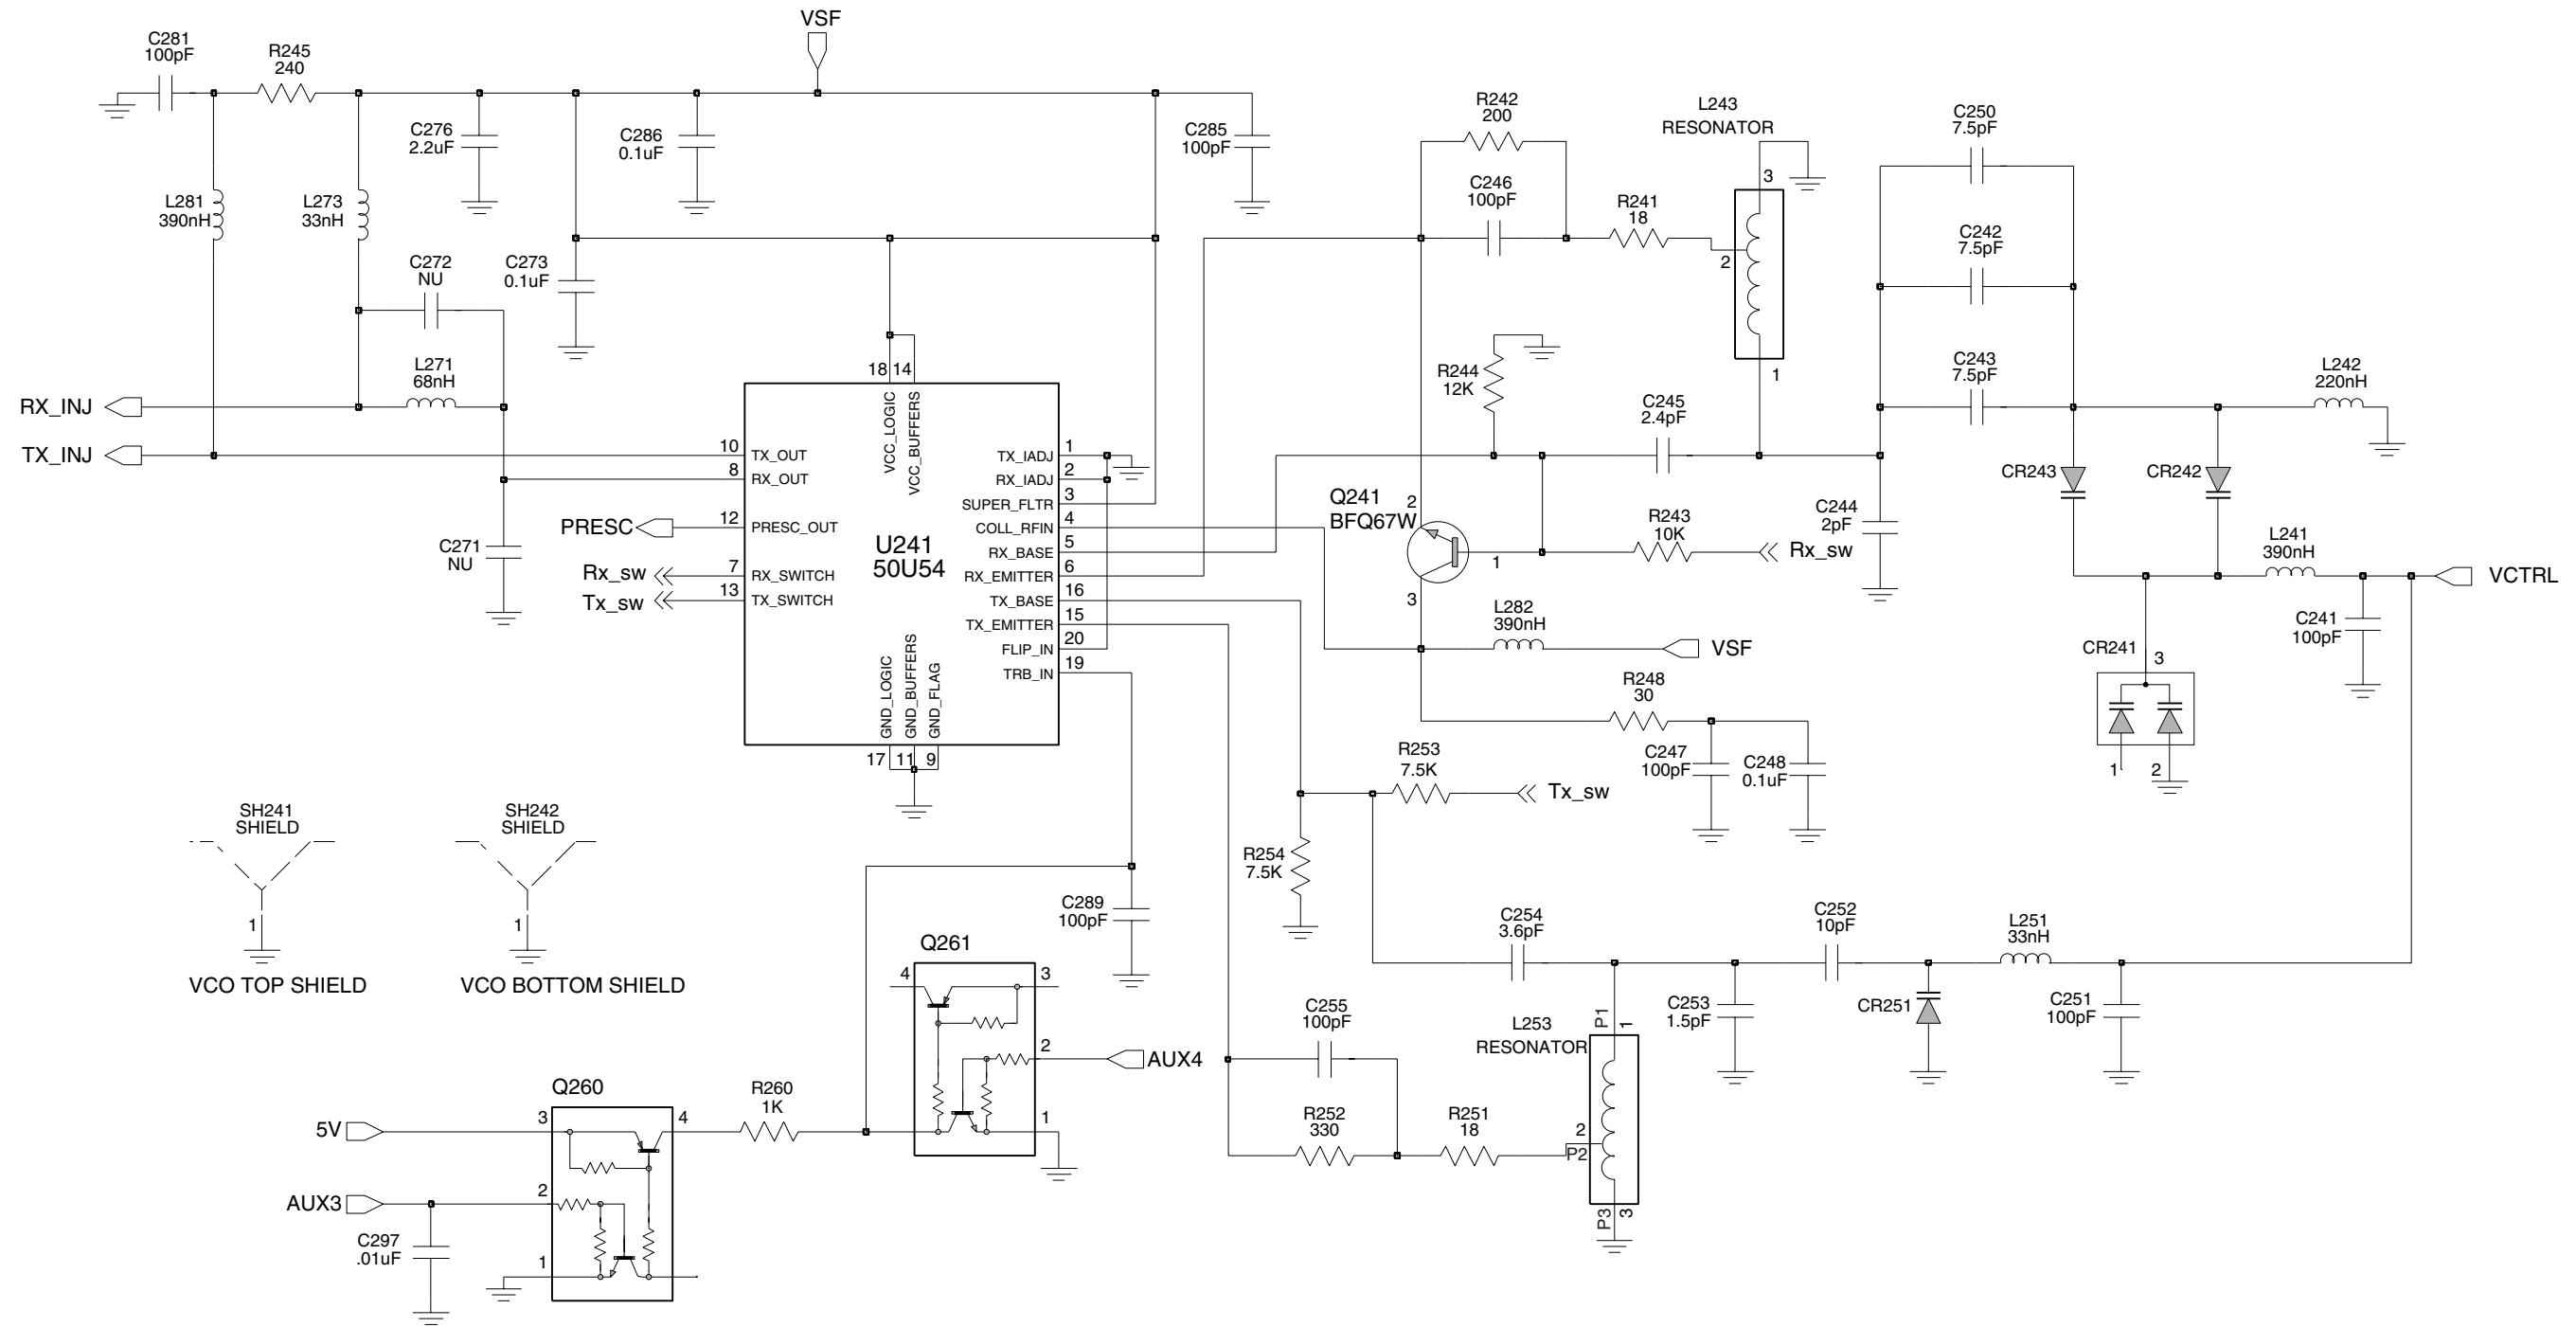 VSF
C281
100pF
R245
240
C276
2.2uF
C286
0.1uF
C285
100pF
L281
390nH
L273
33nH
C272
NU
C273
0.1uF
L271
68nH
RX_INJ
TX_INJ
C271
NU
PRESC
Rx_sw
Tx_sw
18
14
VCC_LOGIC
VCC_BUFFERS
10
TX_OUT
8
RX_OUT
12
PRESC_OUT
7
RX_SWITCH
13
TX_SWITCH
U241
50U54
TX_IADJ
1
RX_IADJ
2
SUPER_FLTR
3
COLL_RFIN
4
RX_BASE
5
RX_EMITTER
6
TX_BASE
16
TX_EMITTER
15
FLIP_IN
20
TRB_IN
19
GND_LOGIC
GND_BUFFERS
GND_FLAG
17
11
9
R242
200
C246
100pF
R241
18
L243
RESONATOR
3
2
1
R244
12K
C245
2.4pF
Q241
BFQ67W
2
1
3
R243
10K
Rx_sw
C244
2pF
C250
7.5pF
C242
7.5pF
C243
7.5pF
L242
220nH
CR243
CR242
L241
390nH
VCTRL
C241
100pF
CR241
3
1
2
L282
390nH
VSF
R248
30
C247
100pF
C248
0.1uF
R253
7.5K
Tx_sw
R254
7.5K
C254
3.6pF
C252
10pF
L251
33nH
C253
1.5pF
CR251
C251
100pF
C255
100pF
L253
RESONATOR
P1
1
2
P2
P3
3
R252
330
R251
18
SH241
SHIELD
1
VCO TOP SHIELD
SH242
SHIELD
1
VCO BOTTOM SHIELD
C289
100pF
Q261
4
3
2
1
AUX4
Q260
3
4
2
1
5V
R260
1K
AUX3
C297
.01uF